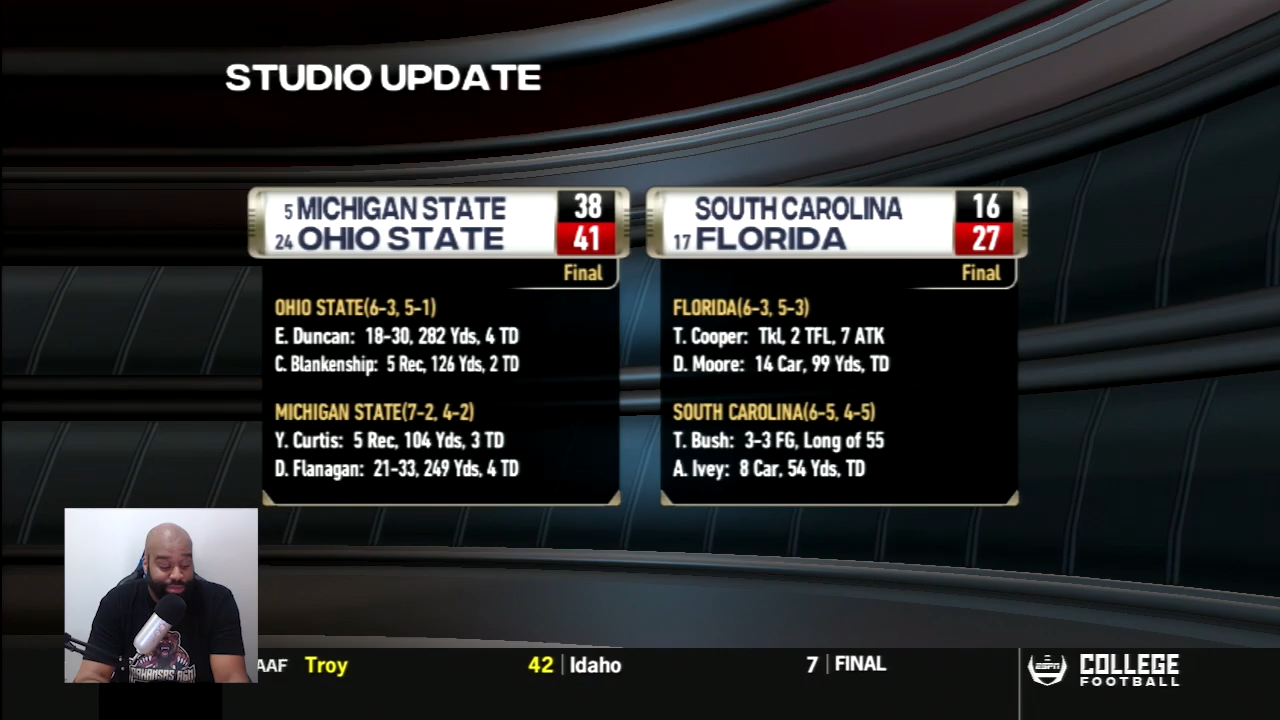 STUDIO UPDATE
5 MICHIGAN STATE 38
24 OHIO STATE 41
Final
OHIO STATE(6-3, 5-1)
E. Duncan: 18-30, 282 Yds, 4 TD
C. Blankenship: 5 Rec, 126 Yds, 2 TD
MICHIGAN STATE(7-2, 4-2)
Y. Curtis: 5 Rec, 104 Yds, 3 TD
D. Flanagan: 21-33, 249 Yds, 4 TD
SOUTH CAROLINA 16
17 FLORIDA 27
Final
FLORIDA(6-3, 5-3)
T. Cooper: Tkl, 2 TFL, 7 ATK
D. Moore: 14 Car, 99 Yds, TD
SOUTH CAROLINA(6-5, 4-5)
T. Bush: 3-3 FG, Long of 55
A. Ivey: 8 Car, 54 Yds, TD
AAF Troy 42 Idaho 7 FINAL
ESPN COLLEGE
FOOTBALL